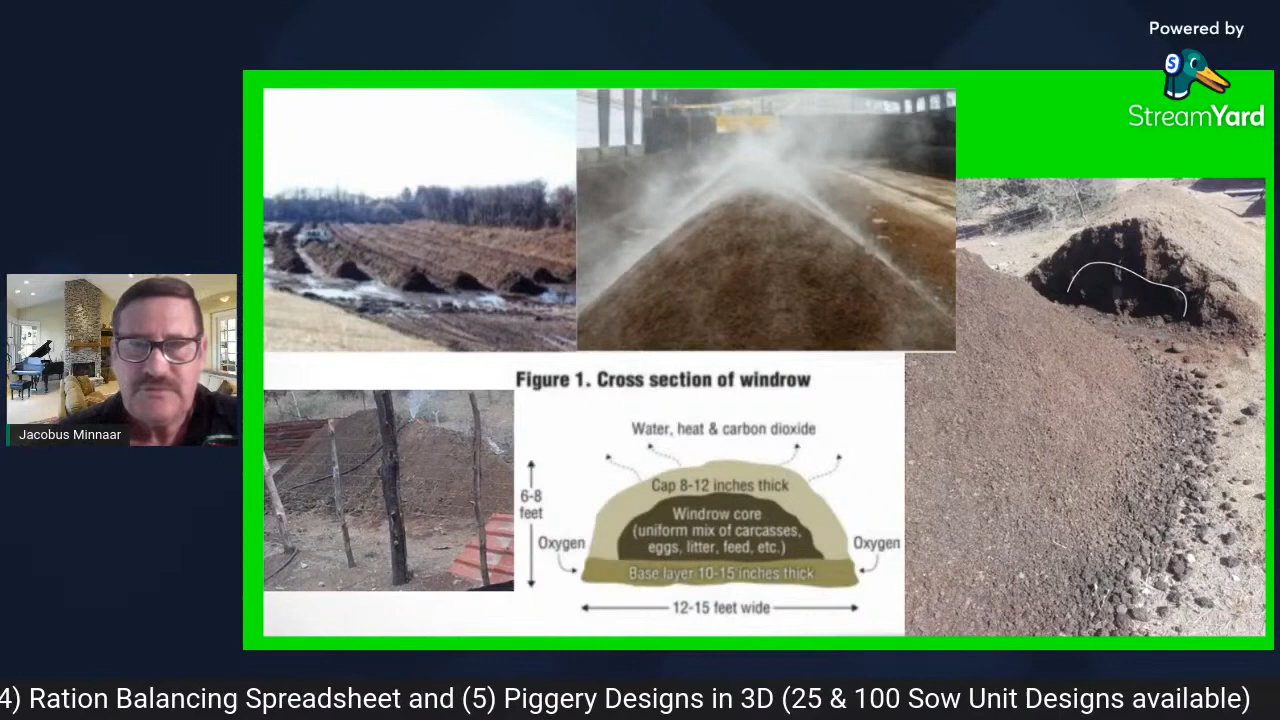 Powered by
StreamYard
Figure 1. Cross section of windrow
Water, heat & carbon dioxide
6-8
feet
Cap 8-12 inches thick
Windrow core
(uniform mix of carcasses,
eggs, litter, feed, etc.)
Oxygen
Oxygen
Base layer 10-15 inches thick
12-15 feet wide
Jacobus Minnaar
4) Ration Balancing Spreadsheet and (5) Piggery Designs in 3D (25 & 100 Sow Unit Designs available)